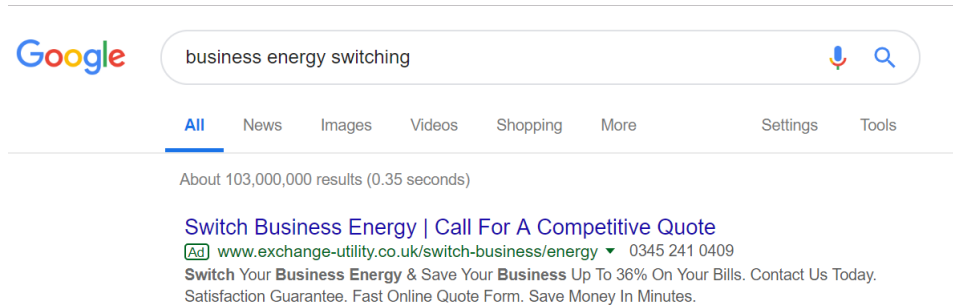 Google business energy switching
All News Images Videos Shopping More Settings Tools
About 103,000,000 results (0.35 seconds)
Switch Business Energy | Call For A Competitive Quote
Ad www.exchange-utility.co.uk/switch-business/energy 0345 241 0409
Switch Your Business Energy & Save Your Business Up To 36% On Your Bills. Contact Us Today.
Satisfaction Guarantee. Fast Online Quote Form. Save Money In Minutes.